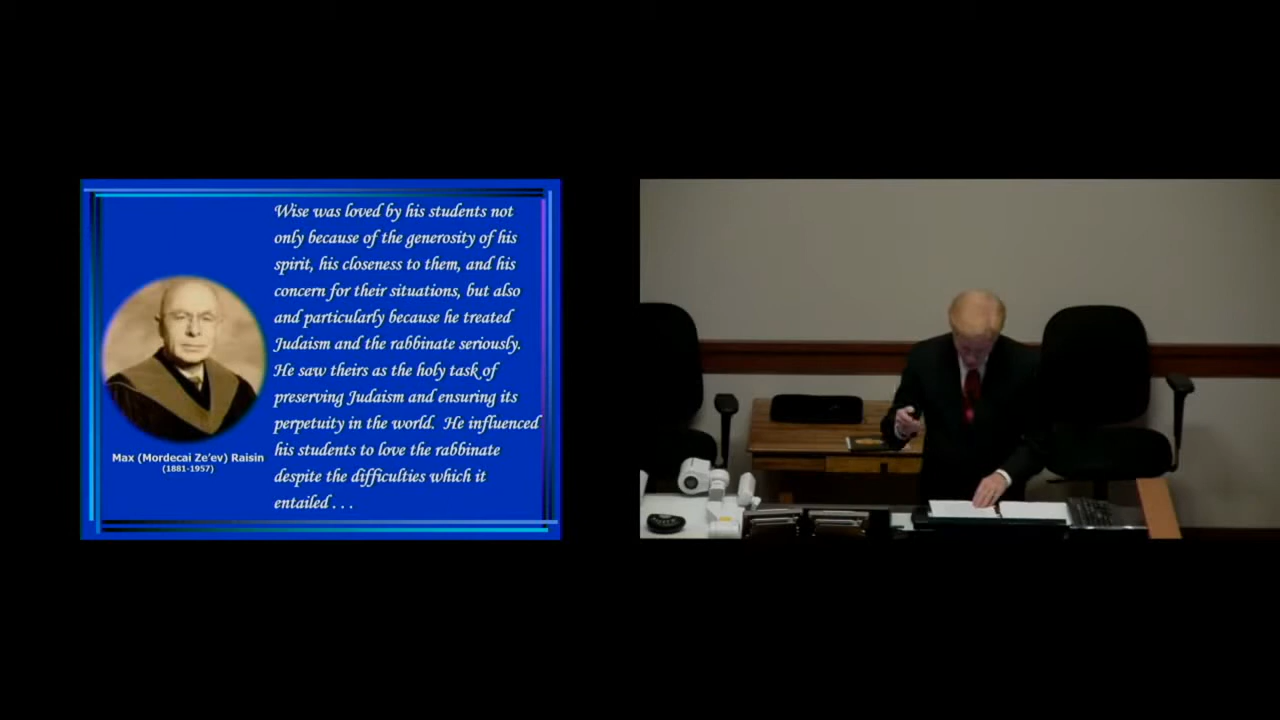 Wise was loved by his students not
only because of the generosity of his
spirit, his closeness to them, and his
concern for their situations, but also
and particularly because he treated
Judaism and the rabbinate seriously.
He saw theirs as the holy task of
preserving Judaism and ensuring its
perpetuity in the world.  He influenced
his students to love the rabbinate
despite the difficulties which it
entailed . . .
Max (Mordecai Ze'ev) Raisin
(1881-1957)